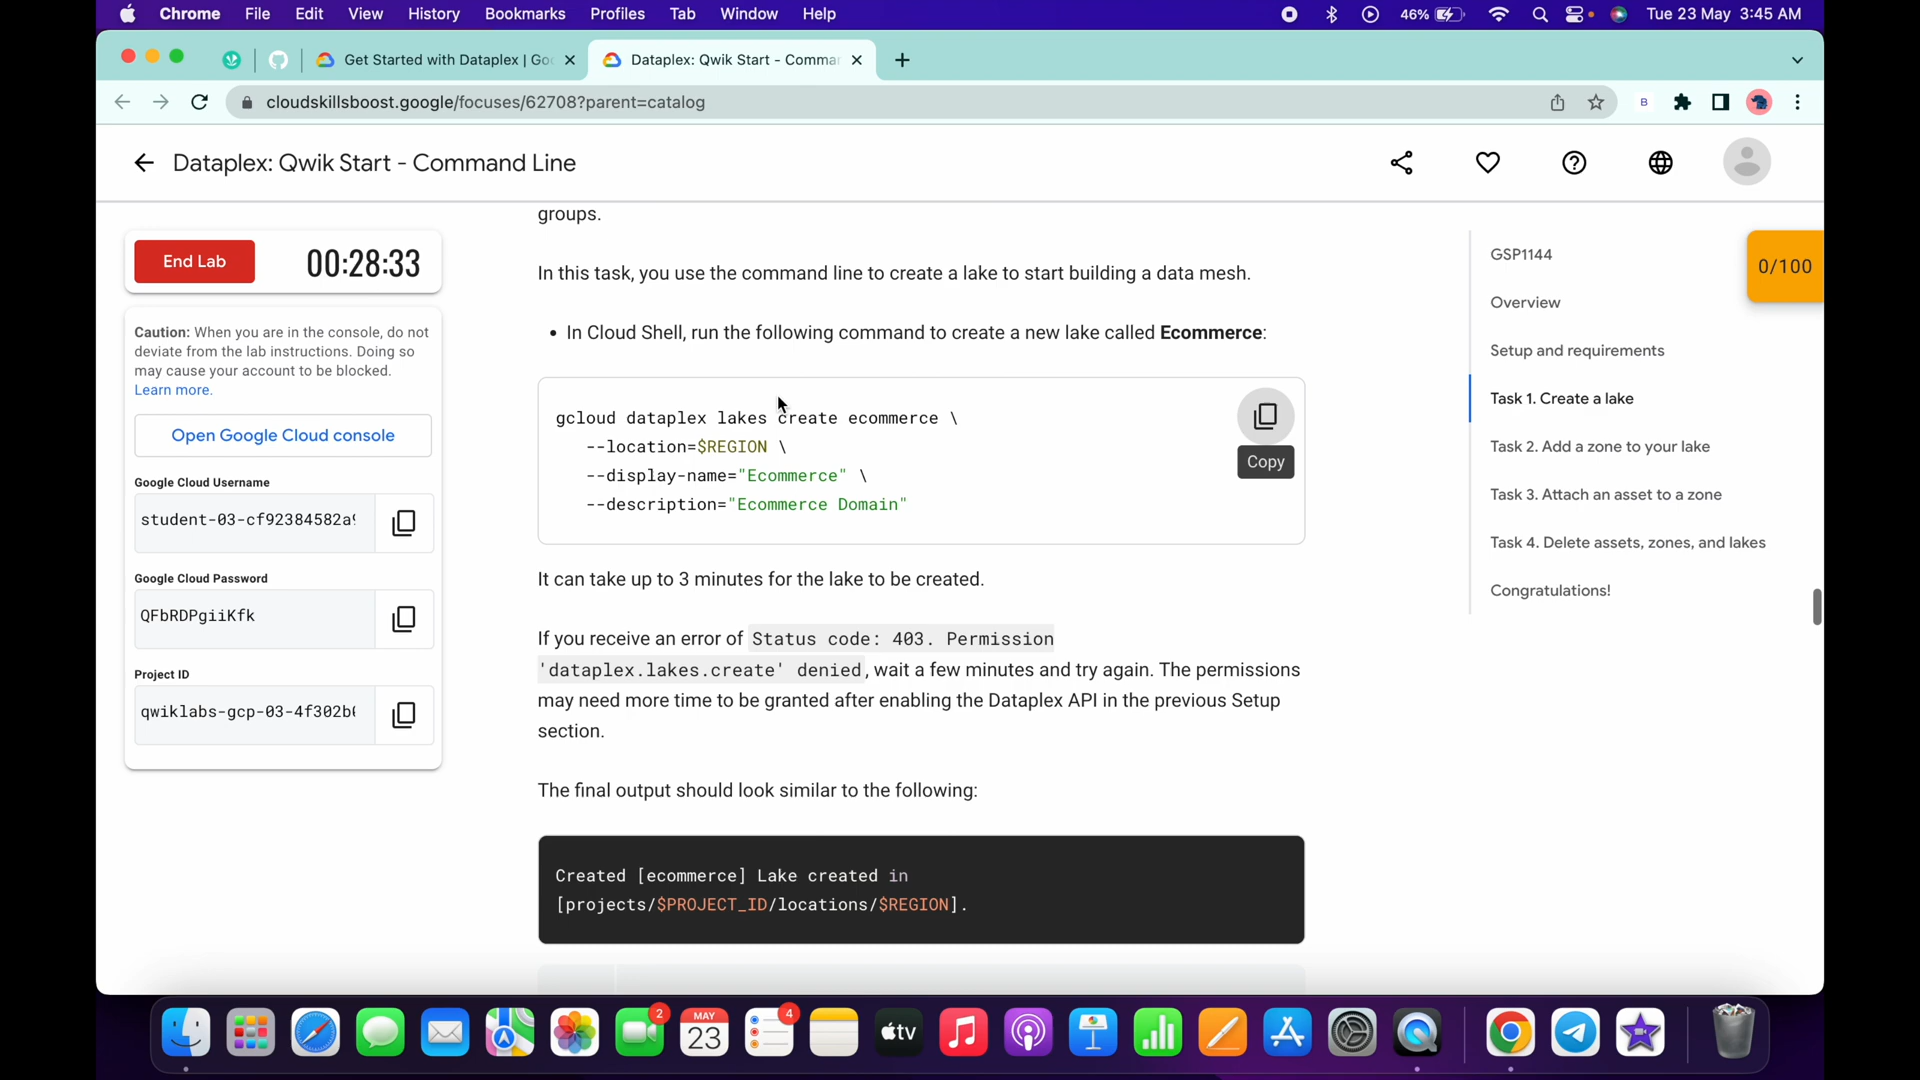 Chrome File Edit View History Bookmarks Profiles Tab Window Help 46% Tue 23 May 3:45 AM
Get Started with Dataplex | Go
Dataplex: Qwik Start - Comma
cloudskillsboost.google/focuses/62708?parent=catalog
B
Dataplex: Qwik Start - Command Line
End Lab
00:28:33
Caution: When you are in the console, do not
deviate from the lab instructions. Doing so
may cause your account to be blocked.
Learn more.
Open Google Cloud console
Google Cloud Username
student-03-cf92384582a
Google Cloud Password
QFbRDPgiiKfk
Project ID
qwiklabs-gcp-03-4f302b
groups.
In this task, you use the command line to create a lake to start building a data mesh.
• In Cloud Shell, run the following command to create a new lake called Ecommerce:
gcloud dataplex lakes create ecommerce \
--location=$REGION \
--display-name="Ecommerce" \
--description="Ecommerce Domain"
Copy
It can take up to 3 minutes for the lake to be created.
If you receive an error of Status code: 403. Permission
'dataplex.lakes.create' denied, wait a few minutes and try again. The permissions
may need more time to be granted after enabling the Dataplex API in the previous Setup
section.
The final output should look similar to the following:
Created [ecommerce] Lake created in
[projects/$PROJECT_ID/locations/$REGION].
GSP1144
Overview
Setup and requirements
Task 1. Create a lake
Task 2. Add a zone to your lake
Task 3. Attach an asset to a zone
Task 4. Delete assets, zones, and lakes
Congratulations!
0/100
2
MAY
23
4
tv